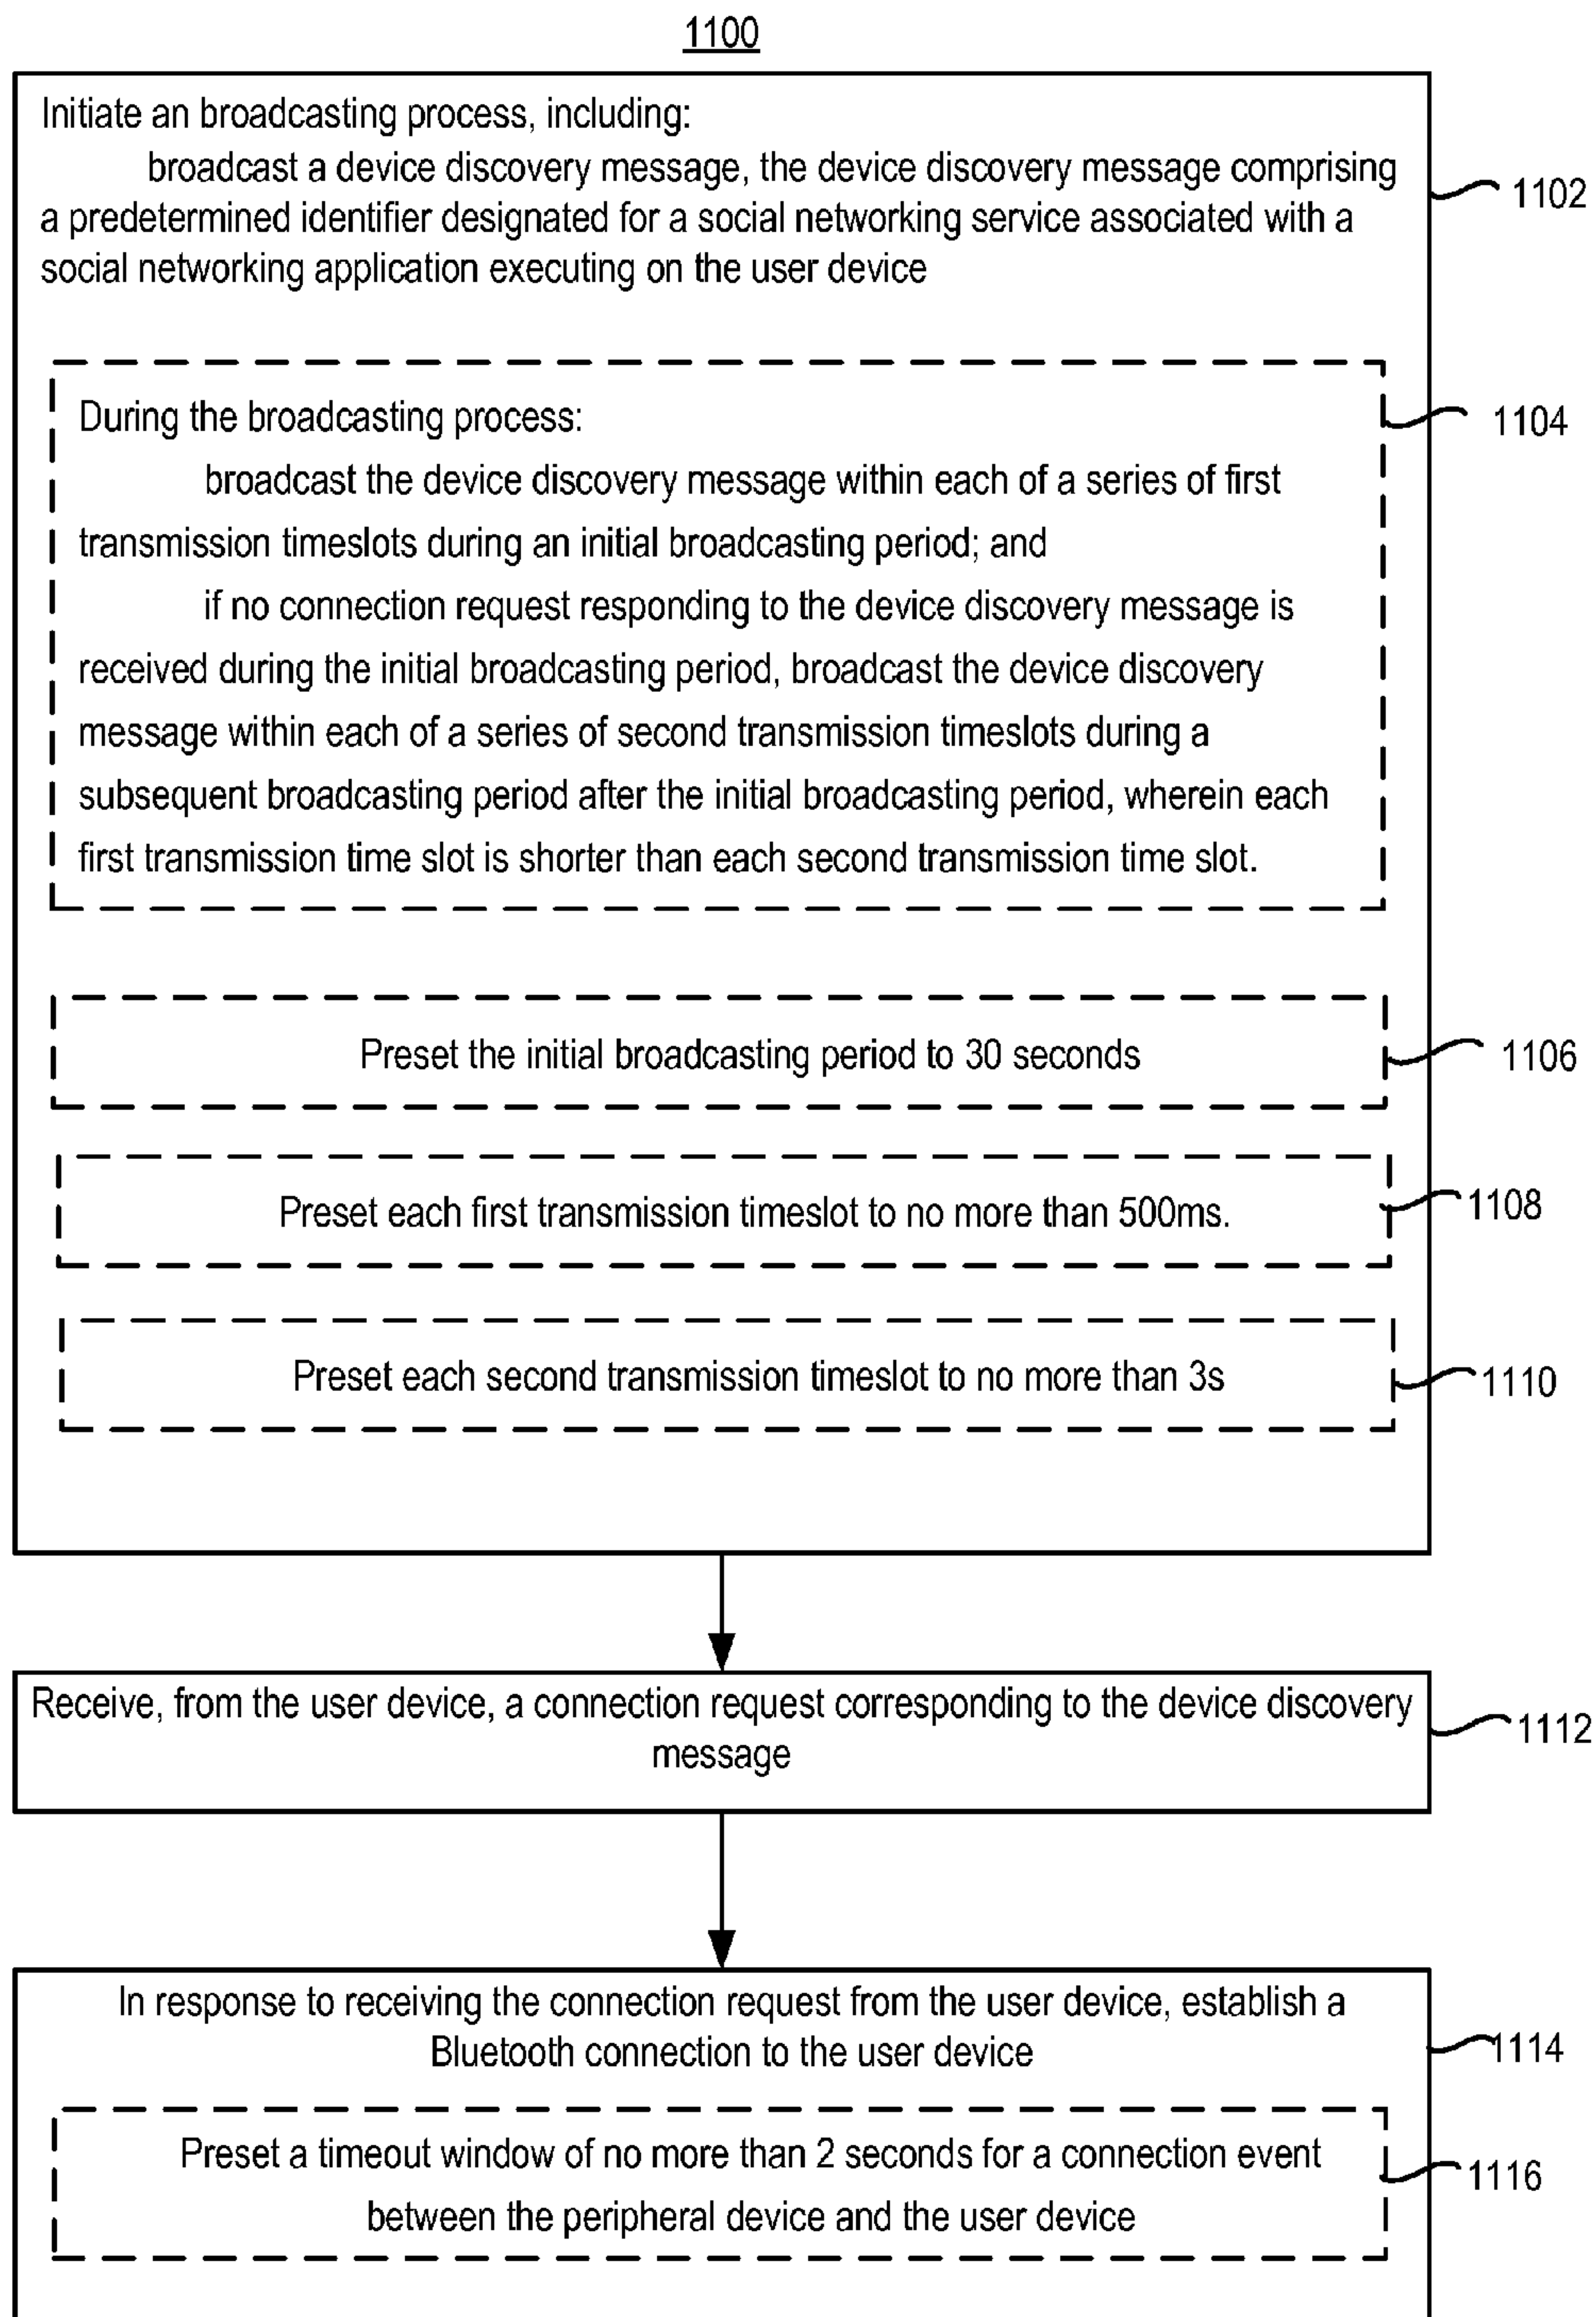 1100
Initiate an broadcasting process, including:
broadcast a device discovery message, the device discovery message comprising
a predetermined identifier designated for a social networking service associated with a
social networking application executing on the user device
1102
During the broadcasting process:
1104
broadcast the device discovery message within each of a series of first
transmission timeslots during an initial broadcasting period; and
if no connection request responding to the device discovery message is
received during the initial broadcasting period, broadcast the device discovery
message within each of a series of second transmission timeslots during a
subsequent broadcasting period after the initial broadcasting period, wherein each
first transmission time slot is shorter than each second transmission time slot.
Preset the initial broadcasting period to 30 seconds
1106
Preset each first transmission timeslot to no more than 500ms.
1108
Preset each second transmission timeslot to no more than 3s
1110
Receive, from the user device, a connection request corresponding to the device discovery
message
1112
In response to receiving the connection request from the user device, establish a
Bluetooth connection to the user device
1114
Preset a timeout window of no more than 2 seconds for a connection event
between the peripheral device and the user device
1116